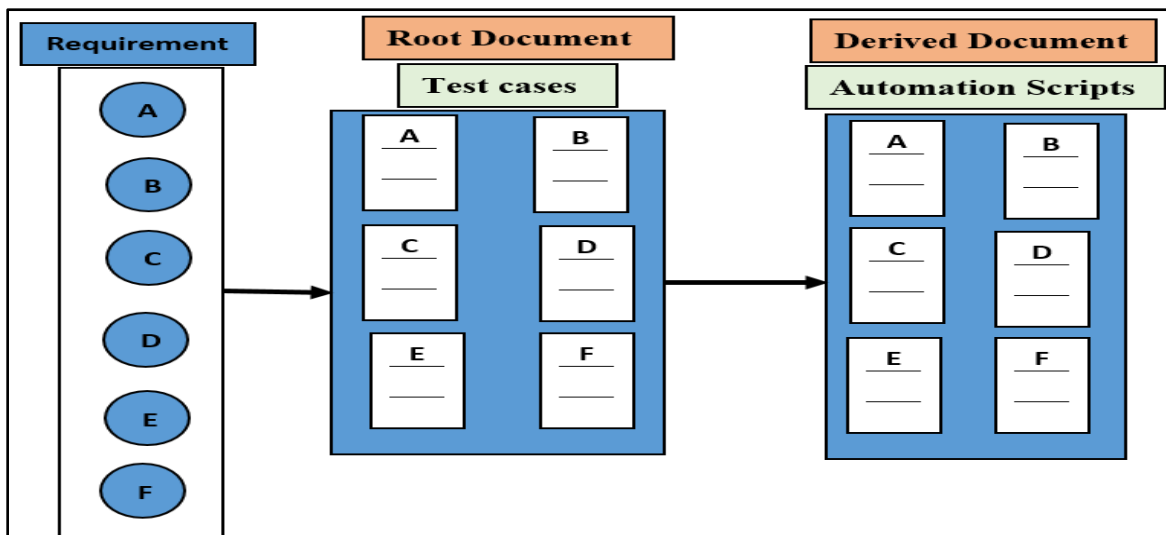 Requirement
A
B
C
D
E
F
Root Document
Test cases
A
B
C
D
E
F
Derived Document
Automation Scripts
A
B
C
D
E
F